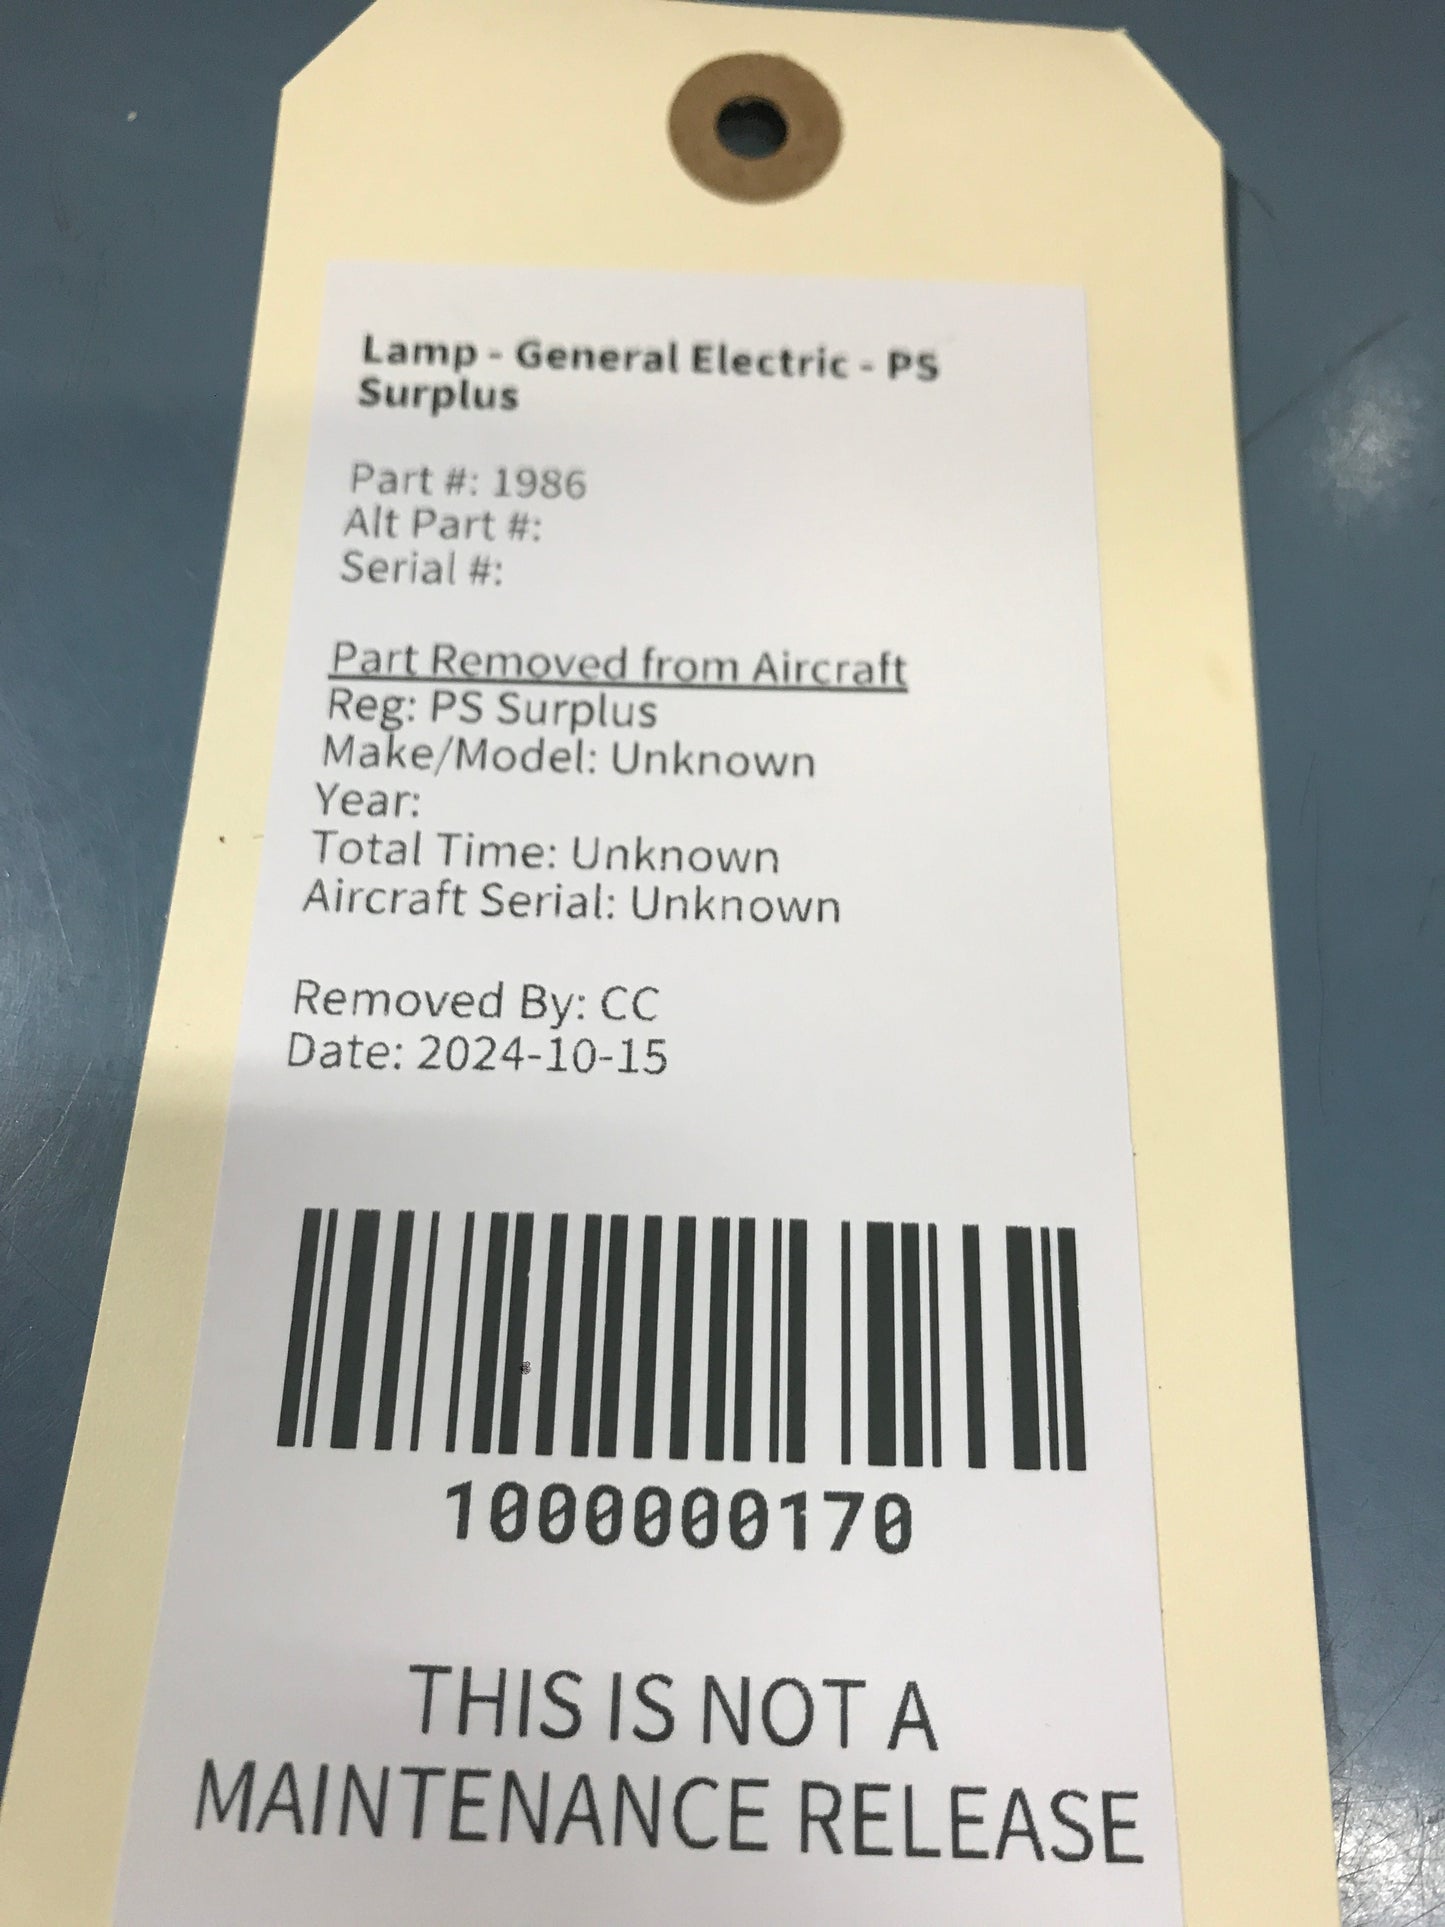 Lamp - General Electric - PS
Surplus
Part #: 1986
Alt Part #:
Serial #:
Part Removed from Aircraft
Reg: PS Surplus
Make/Model: Unknown
Year:
Total Time: Unknown
Aircraft Serial: Unknown
Removed By: CC
Date: 2024-10-15
1000000170
THIS IS NOT A
MAINTENANCE RELEASE